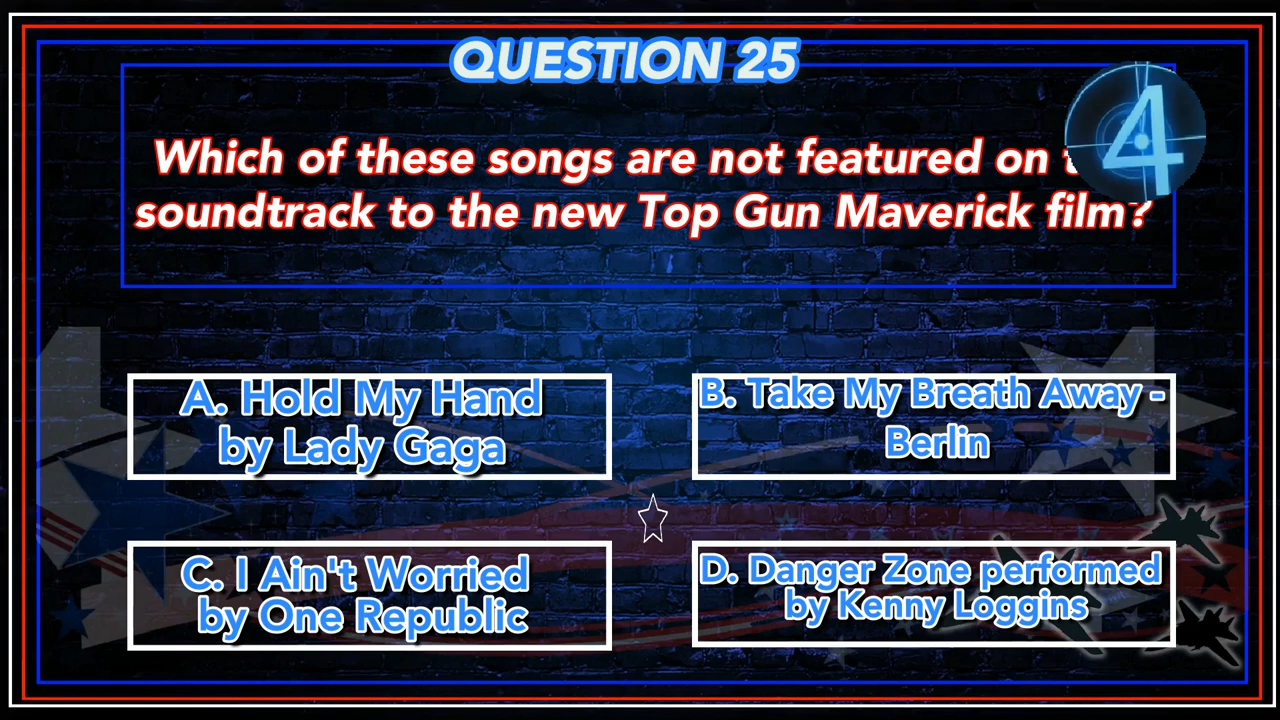 QUESTION 25
4
Which of these songs are not featured on
soundtrack to the new Top Gun Maverick film?
A. Hold My Hand
by Lady Gaga
B. Take My Breath Away -
Berlin
C. I Ain't Worried
by One Republic
D. Danger Zone performed
by Kenny Loggins